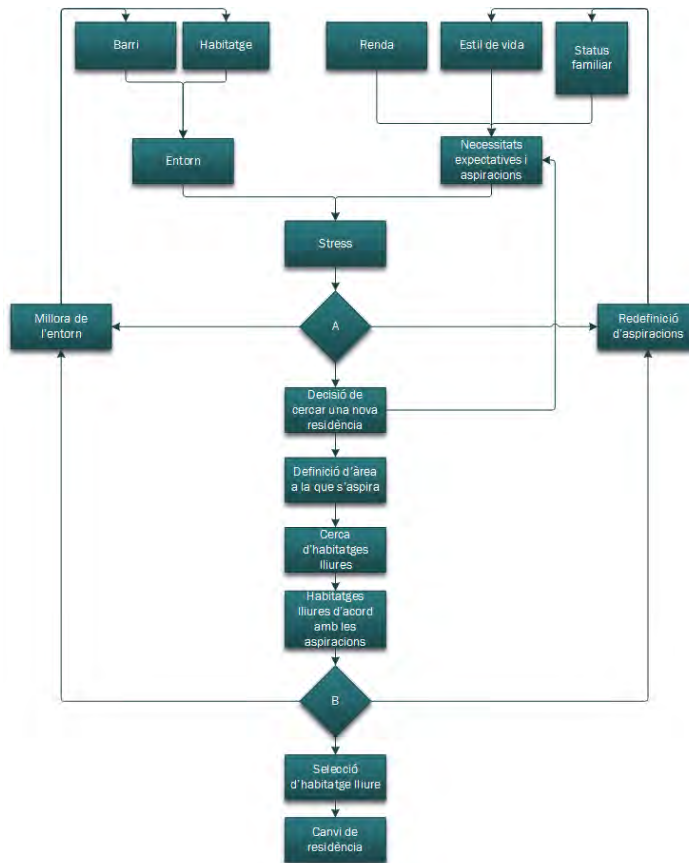 Barri
Habitatge
Renda
Estil de vida
Status
familiar
Entorn
Necessitats
expectatives i
aspiracions
Stress
Millora de
l'entorn
A
Redefinició
d'aspiracions
Decisió de
cercar una nova
residència
Definició d'àrea
a la que s'aspira
Cerca
d'habitatges
lliures
Habitatges
lliures d'acord
amb les
aspiracions
B
Selecció
d'habitatge lliure
Canvi de
residència